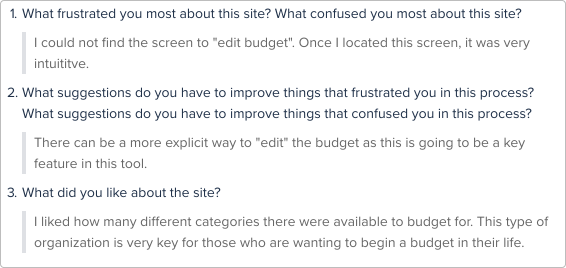 1. What frustrated you most about this site? What confused you most about this site?
I could not find the screen to "edit budget". Once I located this screen, it was very
intuititve.
2. What suggestions do you have to improve things that frustrated you in this process?
What suggestions do you have to improve things that confused you in this process?
There can be a more explicit way to "edit" the budget as this is going to be a key
feature in this tool.
3. What did you like about the site?
I liked how many different categories there were available to budget for. This type of
organization is very key for those who are wanting to begin a budget in their life.